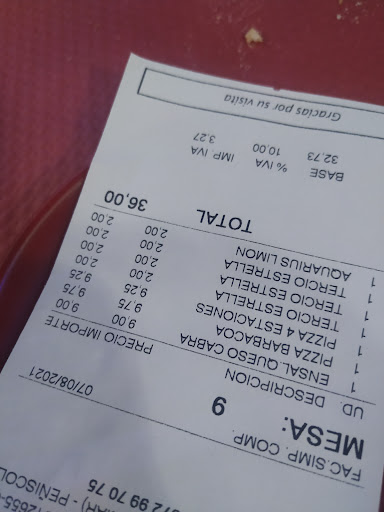 12655-
RAH) - PEÑISCOL
72 99 70 75
FAC.SIMP. COMP.
MESA: 9
07/08/2021
UD. DESCRIPCION PRECIO IMPORTE
1 ENSAL.QUESO CABRA 9,00 9.00
1 PIZZA BARBACOA 9.75 9.75
1 PIZZA 4 ESTACIONES 9.25 9.25
1 TERCIO ESTRELLA 2.00 2.00
1 TERCIO ESTRELLA 2.00 2.00
1 TERCIO ESTRELLA 2.00 2.00
1 AQUARIUS LIMON 2.00 2.00
TOTAL 36,00
BASE % IVA IMP. IVA
32.73 10.00 3.27
Gracias por su visita